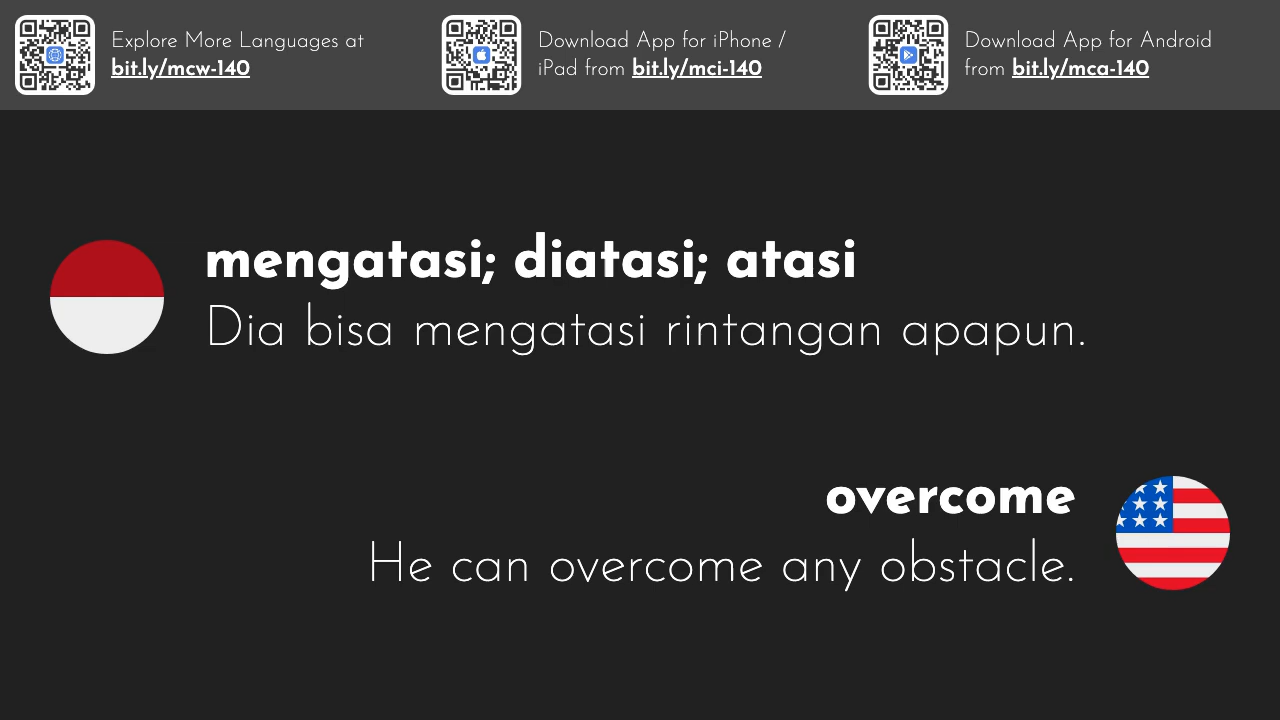 Explore More Languages at
bit.ly/mcw-140
Download App for iPhone /
iPad from bit.ly/mci-140
Download App for Android
from bit.ly/mca-140
mengatasi; diatasi; atasi
Dia bisa mengatasi rintangan apapun.
overcome
He can overcome any obstacle.